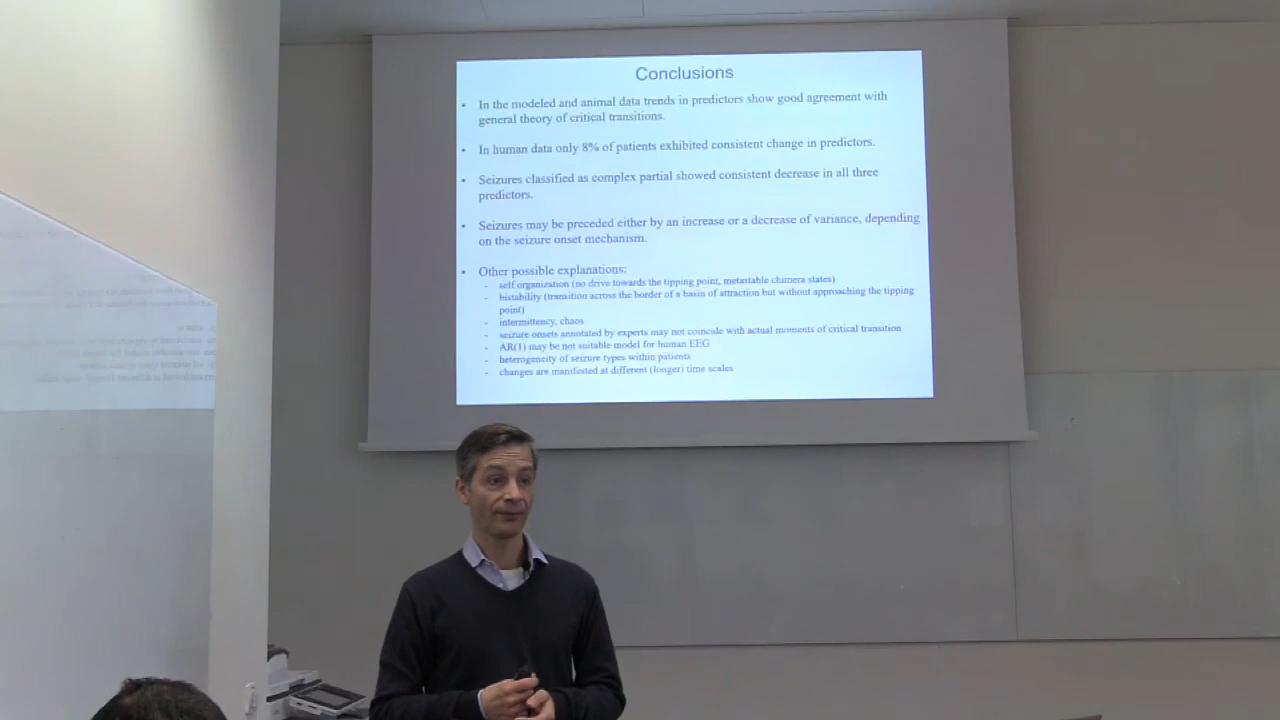 Conclusions
• In the modeled and animal data trends in predictors show good agreement with
general theory of critical transitions.
• In human data only 8% of patients exhibited consistent change in predictors.
• Seizures classified as complex partial showed consistent decrease in all three
predictors.
• Seizures may be preceded either by an increase or a decrease of variance, depending
on the seizure onset mechanism.
• Other possible explanations:
- self organization (no drive towards the tipping point, metastable chimera states)
- bistability (transition across the border of a basin of attraction but without approaching the tipping
point)
- intermittency, chaos
- seizure onsets annotated by experts may not coincide with actual moments of critical transition
- AR(1) may be not suitable model for human EEG
- heterogeneity of seizure types within patients
- changes are manifested at different (longer) time scales